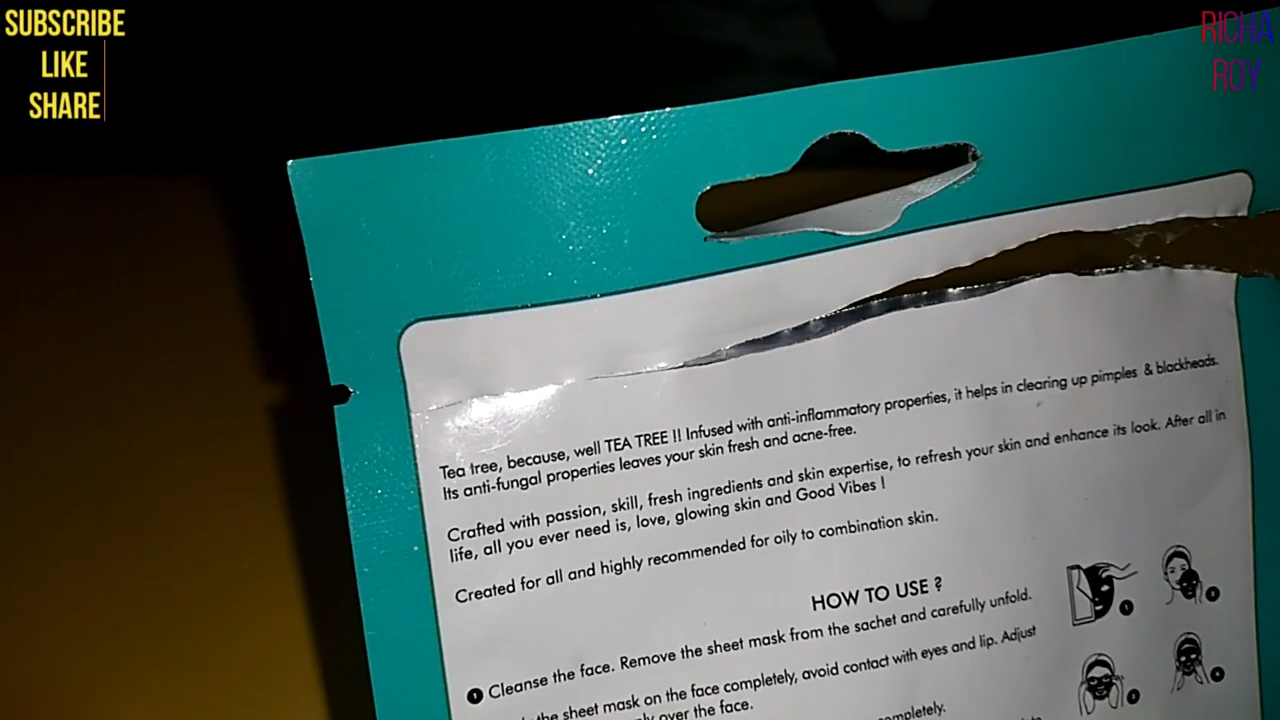 SUBSCRIBE
LIKE
SHARE
RICHA
ROY
Tea tree, because, well TEA TREE !! Infused with anti-inflammatory properties, it helps in clearing up pimples & blackheads.
Its anti-fungal properties leaves your skin fresh and acne-free.
Crafted with passion, skill, fresh ingredients and skin expertise, to refresh your skin and enhance its look. After all in
life, all you ever need is, love, glowing skin and Good Vibes !
Created for all and highly recommended for oily to combination skin.
HOW TO USE ?
1 Cleanse the face. Remove the sheet mask from the sachet and carefully unfold.
the sheet mask on the face completely, avoid contact with eyes and lip. Adjust
over the face.
completely.